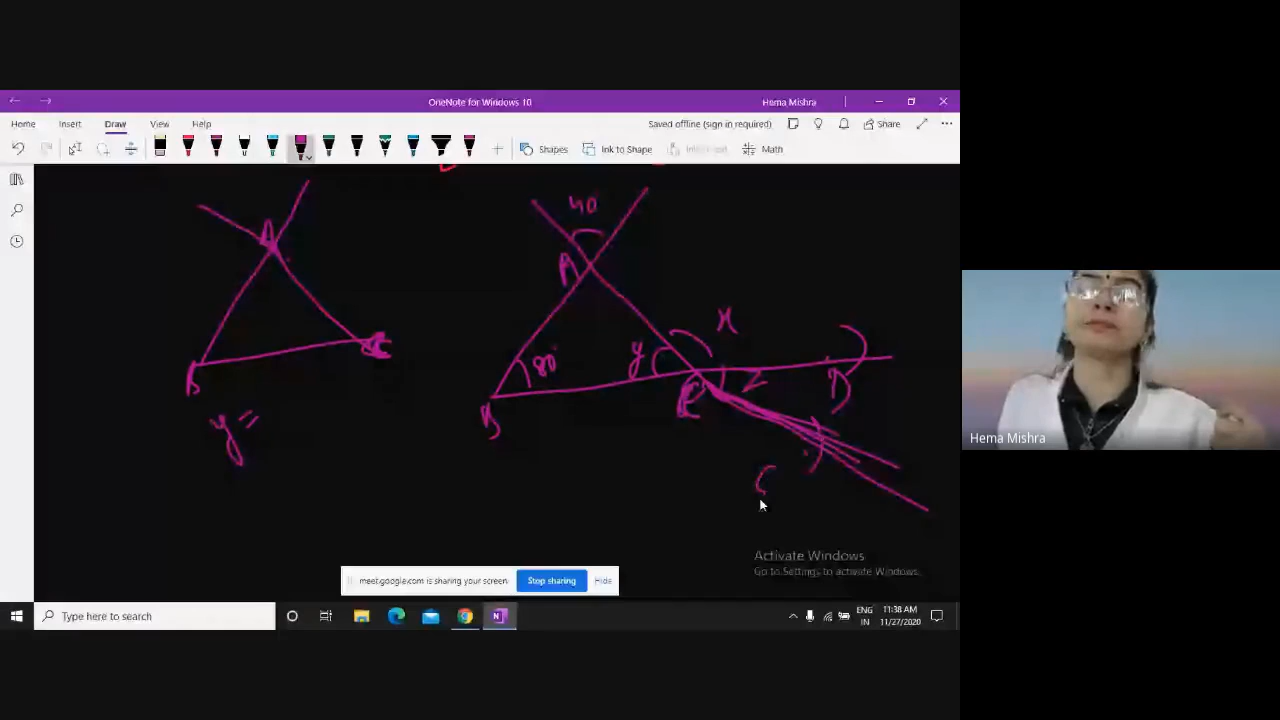 OneNote for Windows 10
Hema Mishra
Home Insert Draw View Help
Saved offline (sign in required)
Share
Shapes
Ink to Shape
Math
A
B
C
y=
40
A
80°
B
y
x
z
D
C
Hema Mishra
Activate Windows
Go to Settings to activate Windows.
meet.google.com is sharing your screen
Stop sharing
Hide
Type here to search
ENG
IN
11:38 AM
11/27/2020